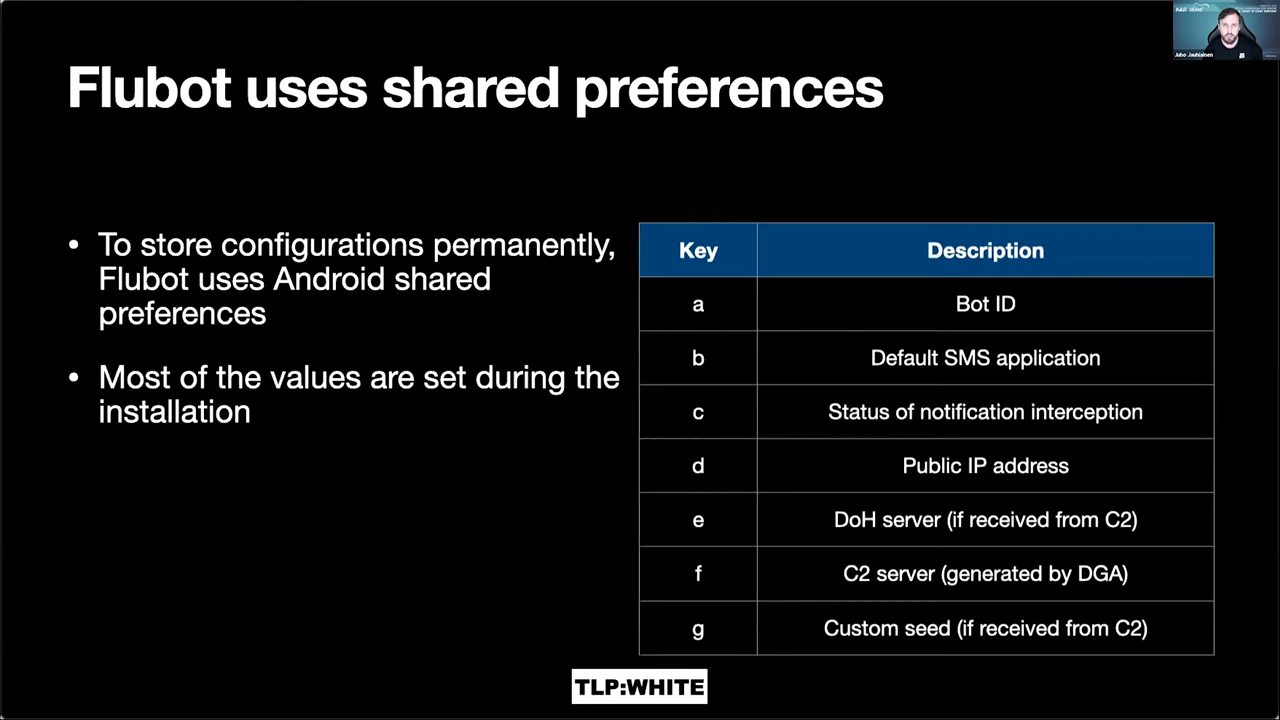 Flubot uses shared preferences
• To store configurations permanently,
Flubot uses Android shared
preferences
• Most of the values are set during the
installation
Key Description
a Bot ID
b Default SMS application
c Status of notification interception
d Public IP address
e DoH server (if received from C2)
f C2 server (generated by DGA)
g Custom seed (if received from C2)
TLP:WHITE
Juho Jauhiainen